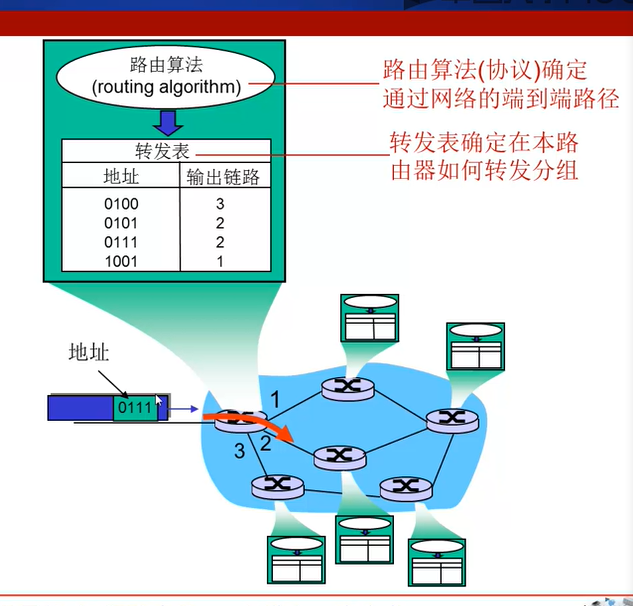 路由算法
(routing algorithm)
路由算法(协议)确定
通过网络的端到端路径
转发表
转发表确定在本路
由器如何转发分组
地址 输出链路
0100 3
0101 2
0111 2
1001 1
地址
0111
1
2
3